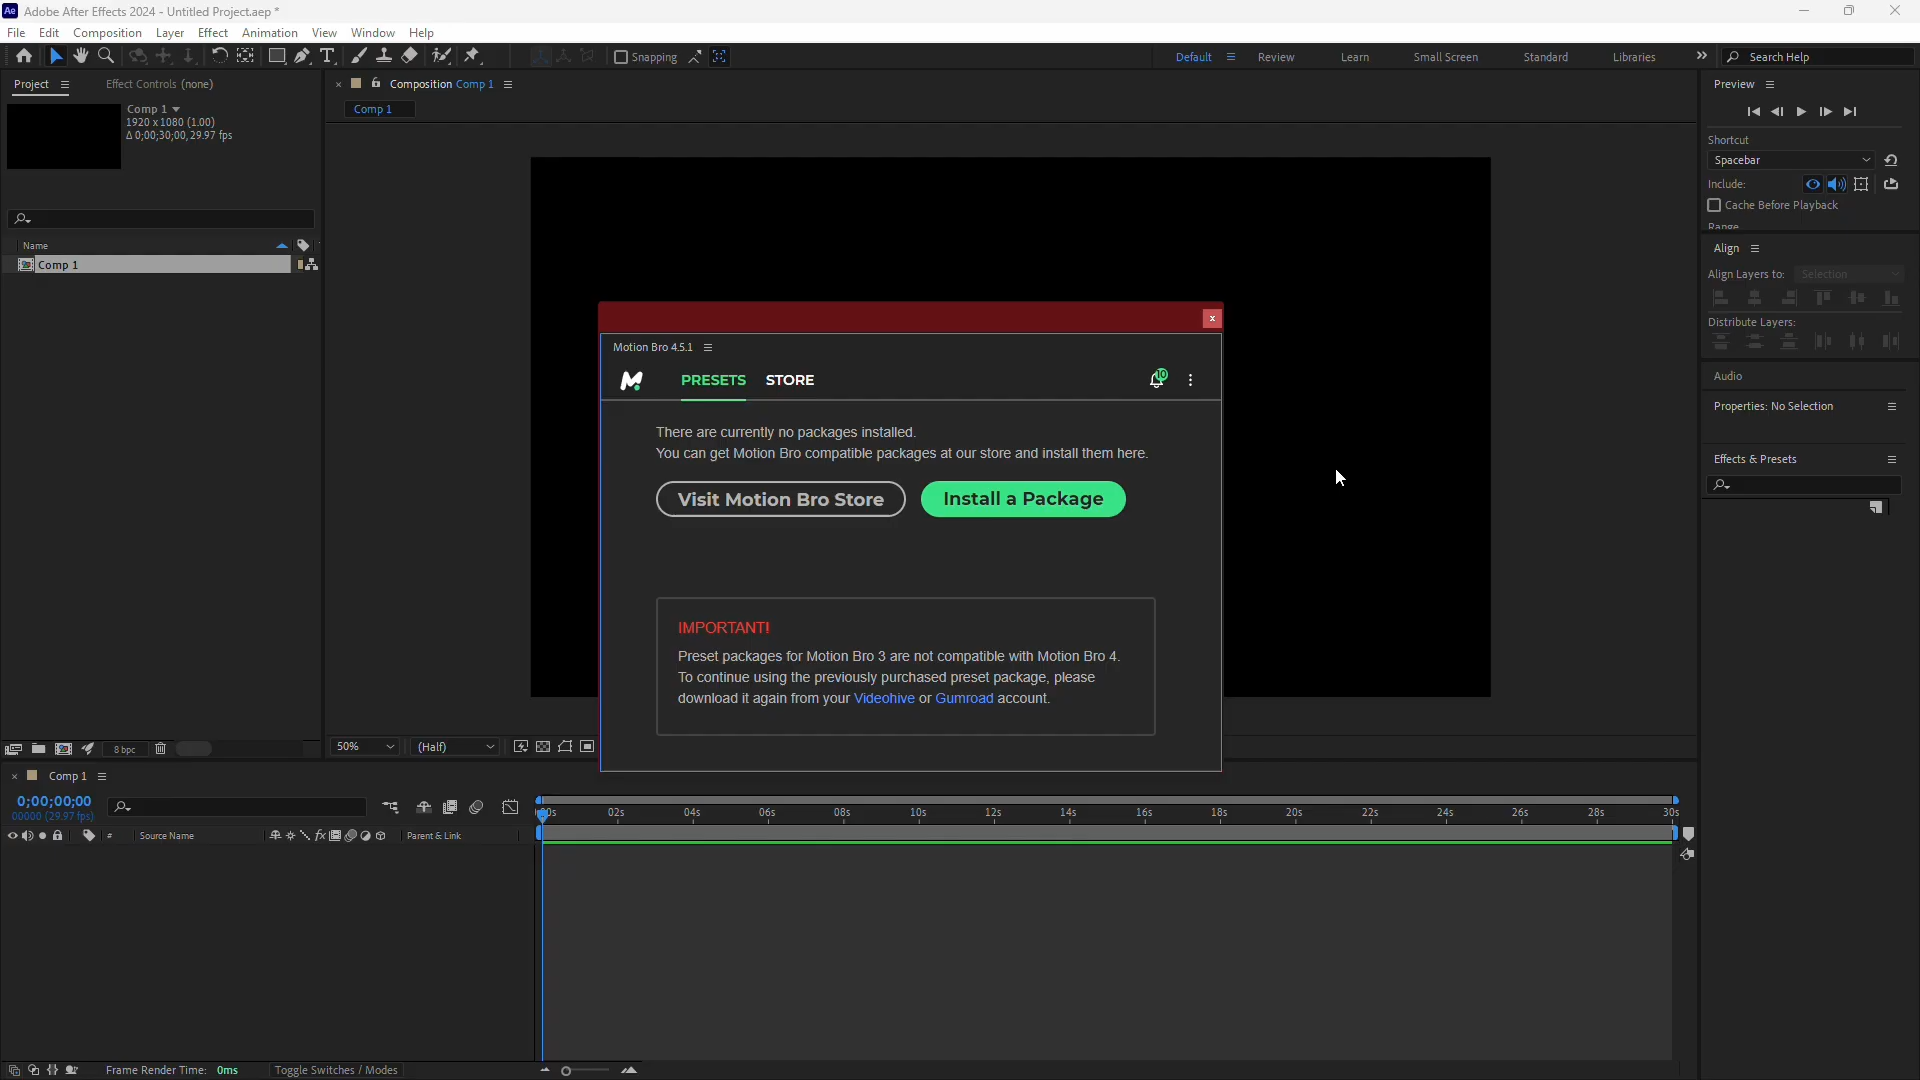 Ae Adobe After Effects 2024 - Untitled Project.aep *
File Edit Composition Layer Effect Animation View Window Help
Snapping
Default Review Learn Small Screen Standard Libraries Search Help
Project Effect Controls (none)
Comp 1
1920 x 1080 (1.00)
Δ 0;00;30;00, 29.97 fps
Name
Comp 1
8 bpc
Composition Comp 1
Comp 1
Motion Bro 4.5.1
PRESETS STORE
10
There are currently no packages installed.
You can get Motion Bro compatible packages at our store and install them here.
Visit Motion Bro Store Install a Package
IMPORTANT!
Preset packages for Motion Bro 3 are not compatible with Motion Bro 4.
To continue using the previously purchased preset package, please
download it again from your Videohive or Gumroad account.
50% (Half)
Preview
Shortcut
Spacebar
Include:
Cache Before Playback
Range
Align
Align Layers to: Selection
Distribute Layers:
Audio
Properties: No Selection
Effects & Presets
Comp 1
0;00;00;00
00000 (29.97 fps)
# Source Name fx Parent & Link
:00s 02s 04s 06s 08s 10s 12s 14s 16s 18s 20s 22s 24s 26s 28s 30s
Frame Render Time: 0ms Toggle Switches / Modes